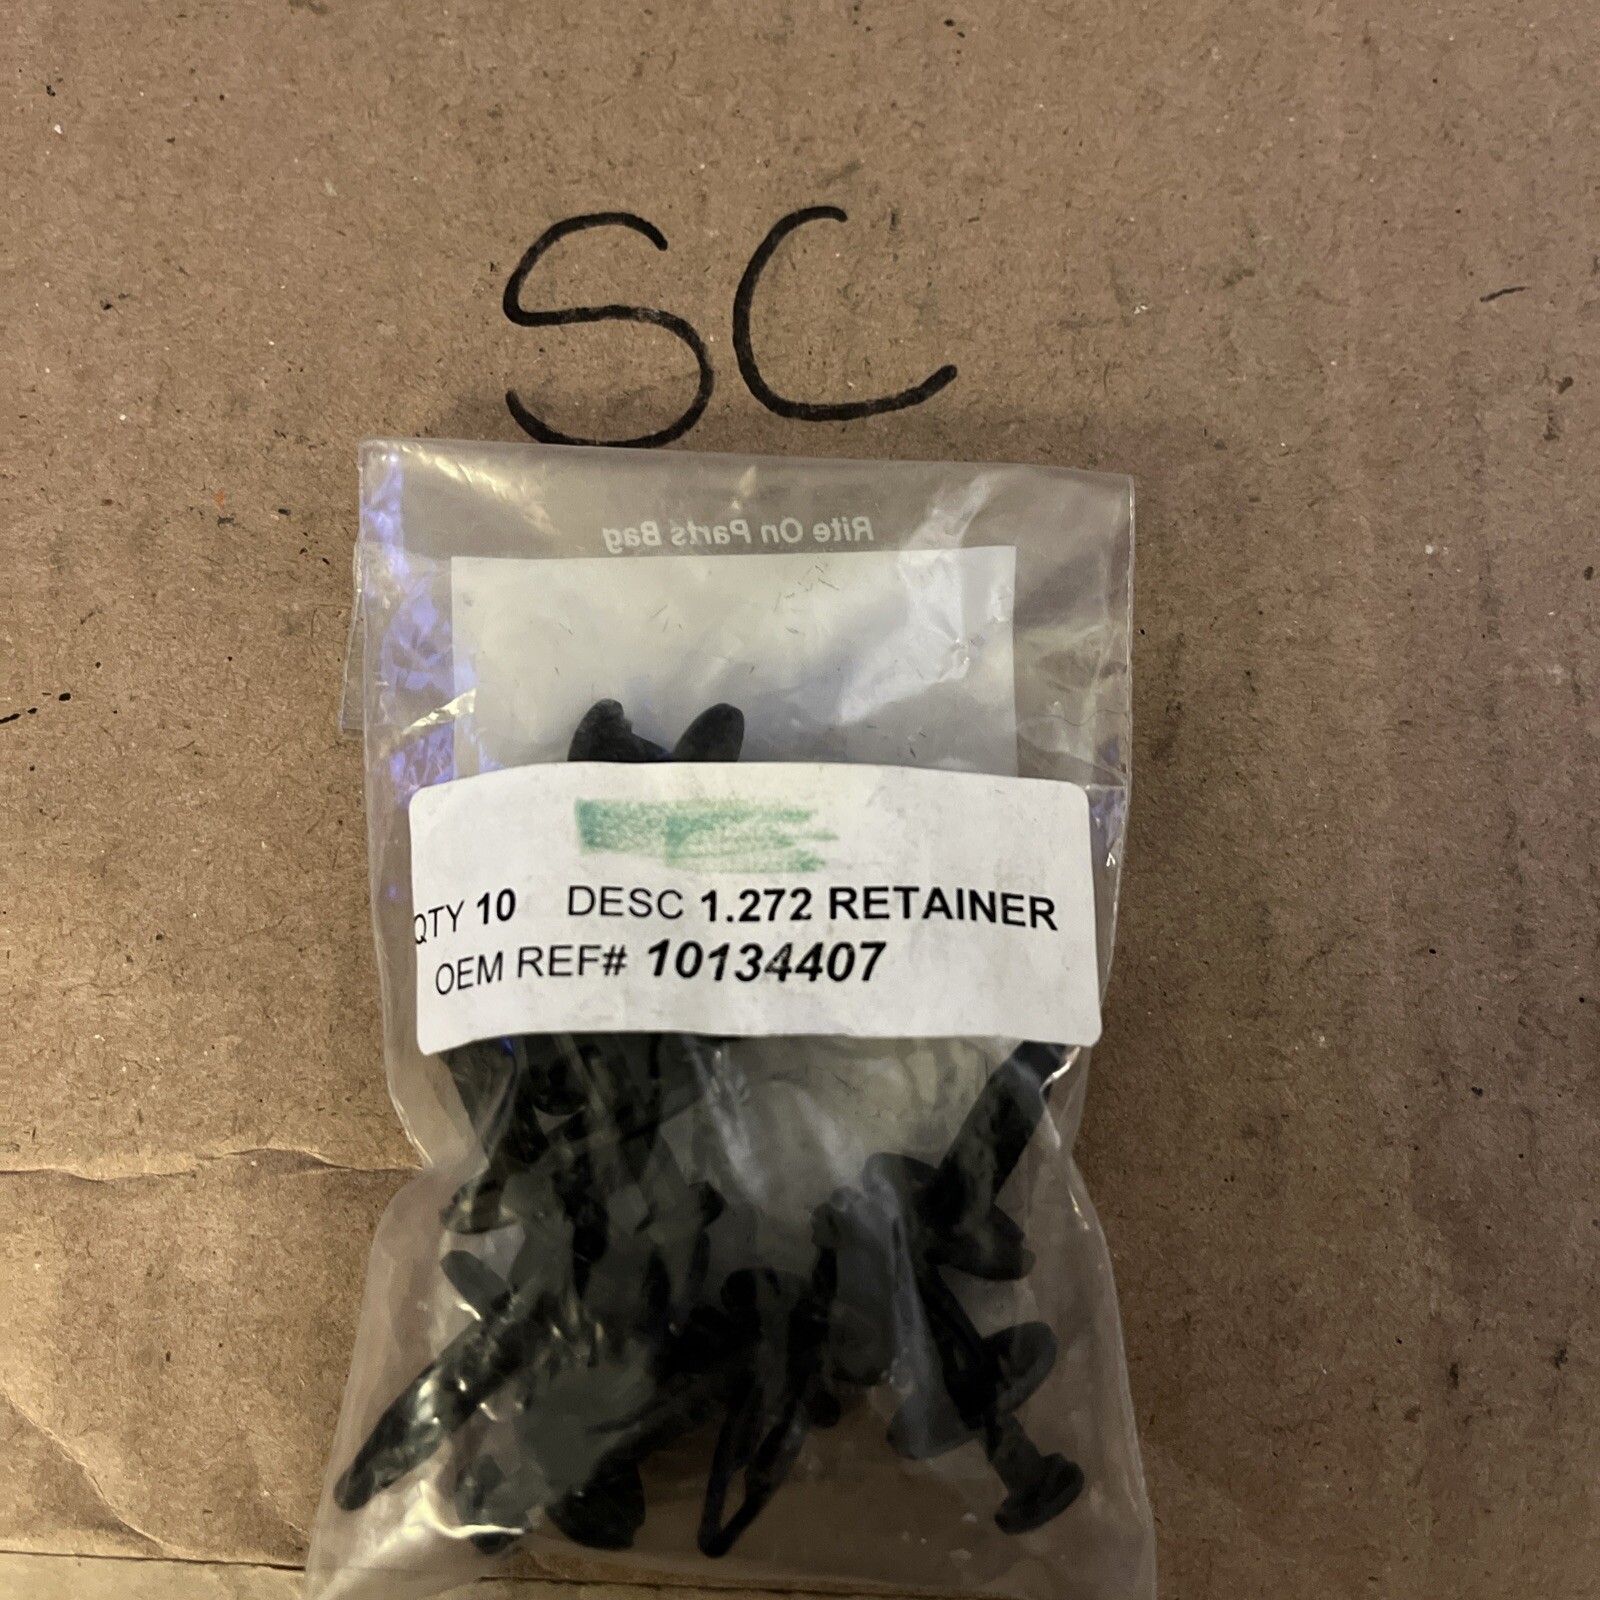 SC
Rite On Parts Bag
QTY 10 DESC 1.272 RETAINER
OEM REF# 10134407